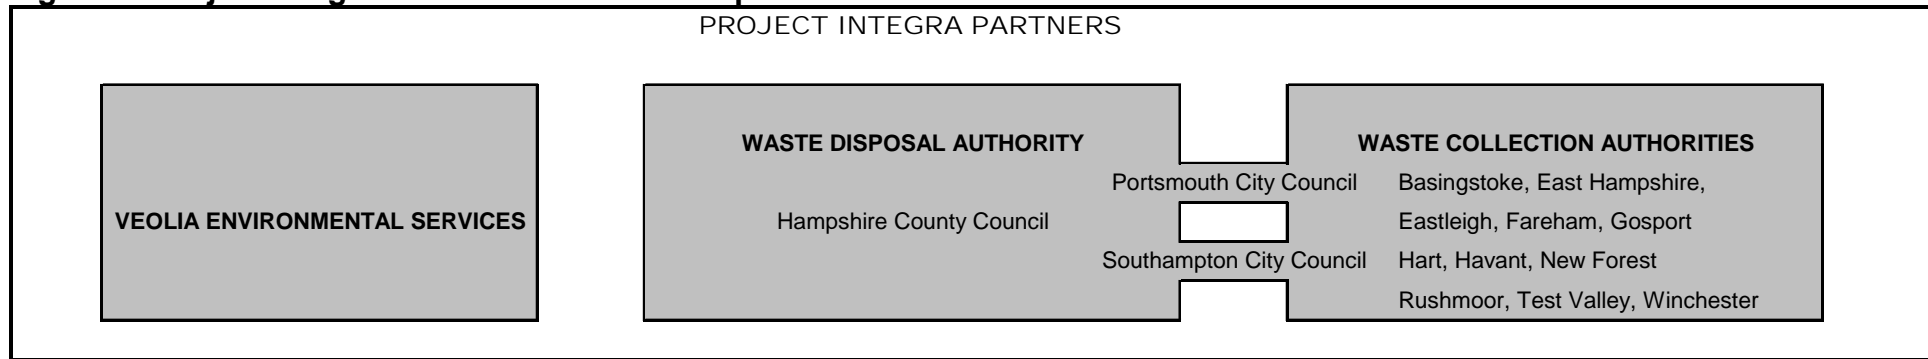 PROJECT INTEGRA PARTNERS
VEOLIA ENVIRONMENTAL SERVICES
WASTE DISPOSAL AUTHORITY
Hampshire County Council
Portsmouth City Council
Southampton City Council
WASTE COLLECTION AUTHORITIES
Basingstoke, East Hampshire,
Eastleigh, Fareham, Gosport
Hart, Havant, New Forest
Rushmoor, Test Valley, Winchester